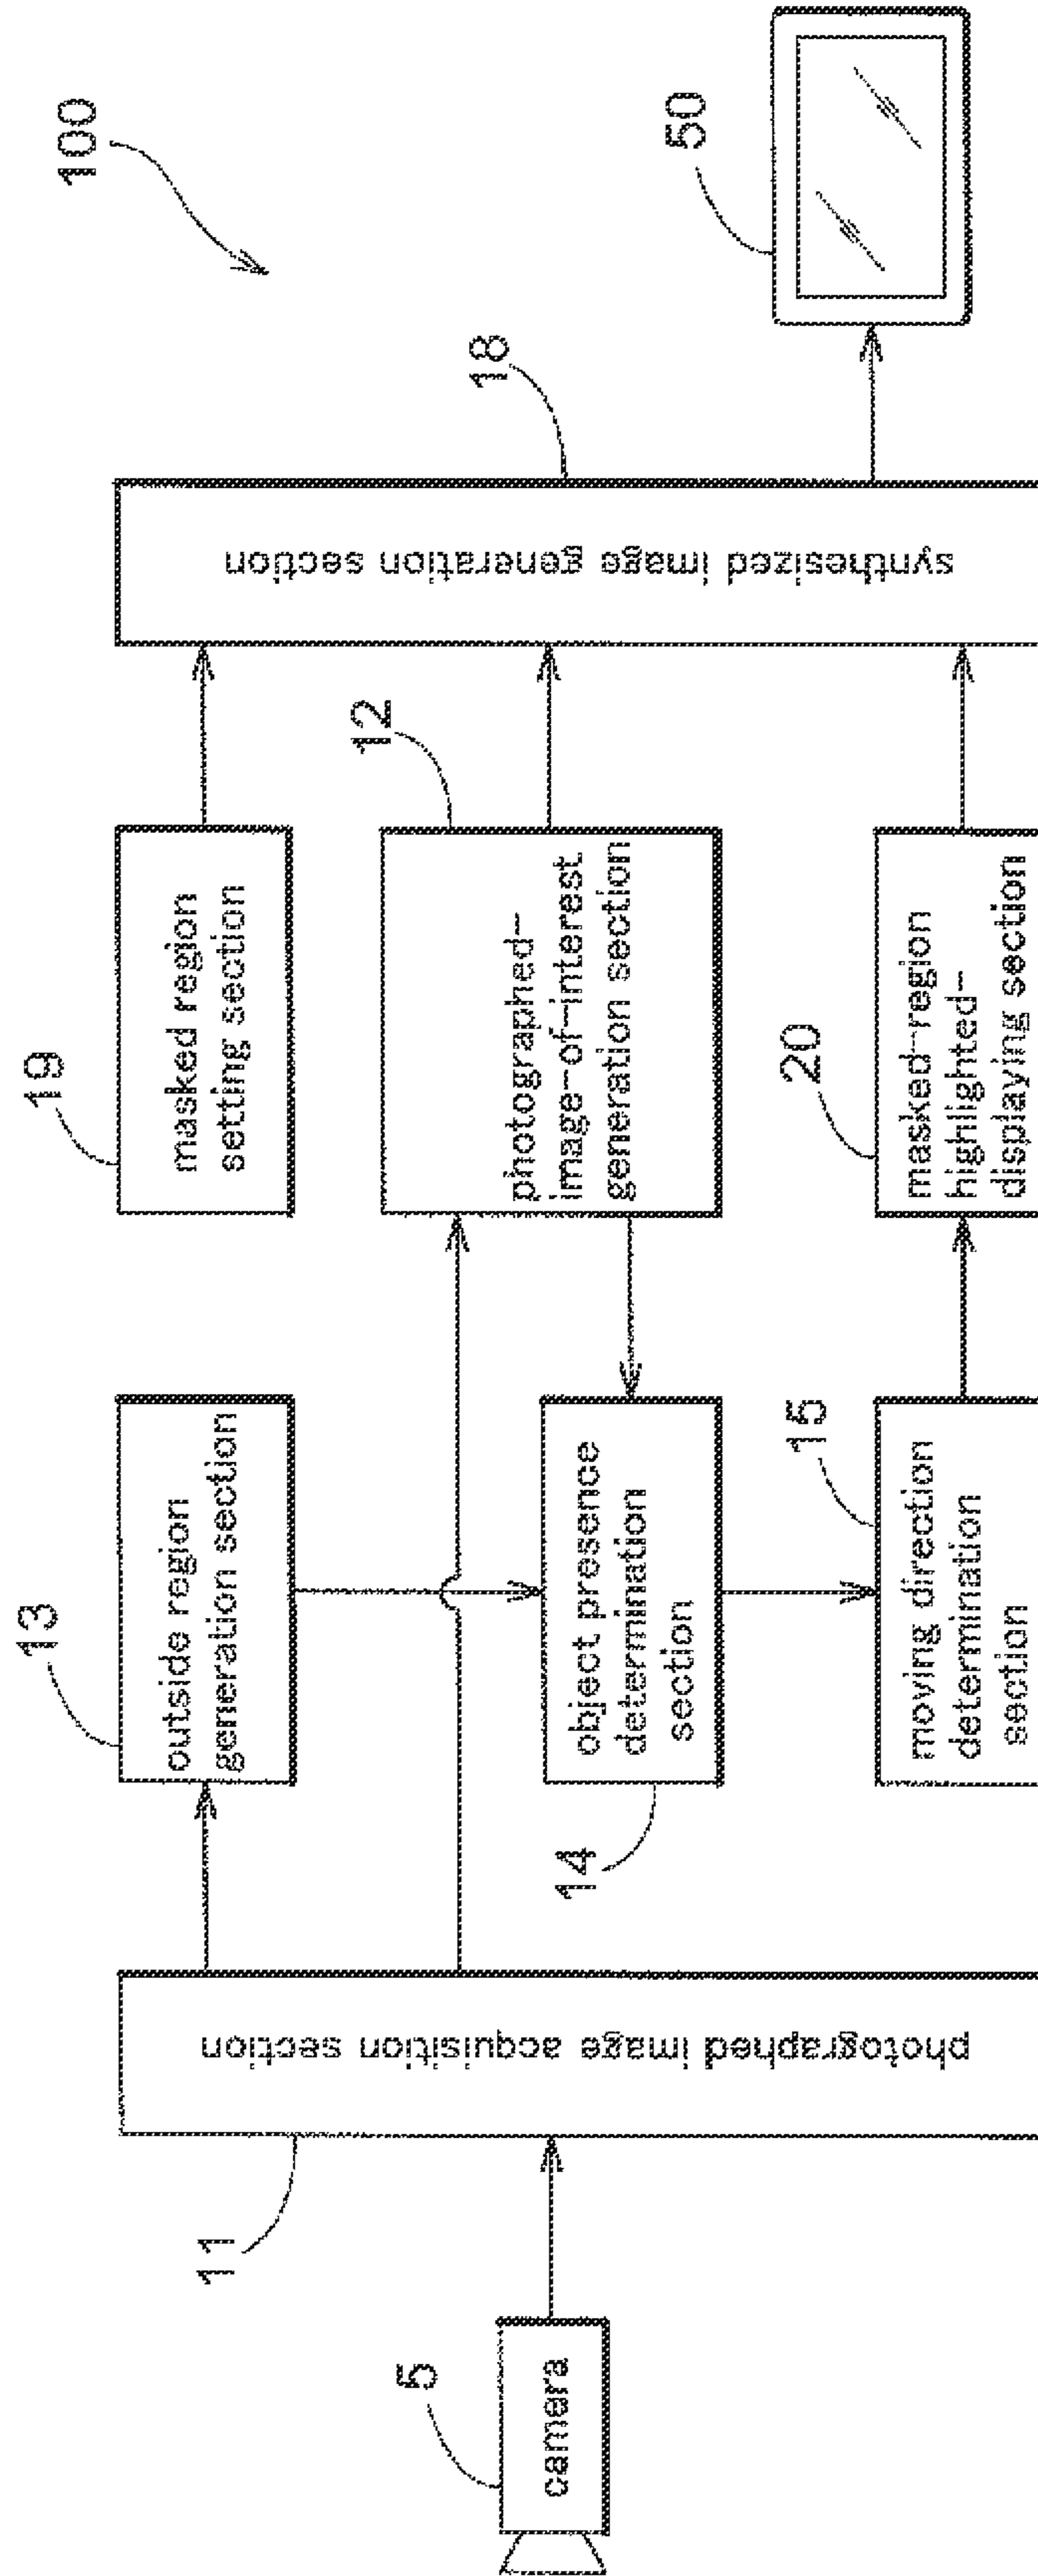 100
13
19
outside region
generation section
masked region
setting section
18
50
11
5
camera
photographed image acquisition section
12
photographed-
image-of-interest
generation section
synthesized image generation section
14
object presence
determination
section
15
20
moving direction
determination
section
masked-region
highlighted-
displaying section